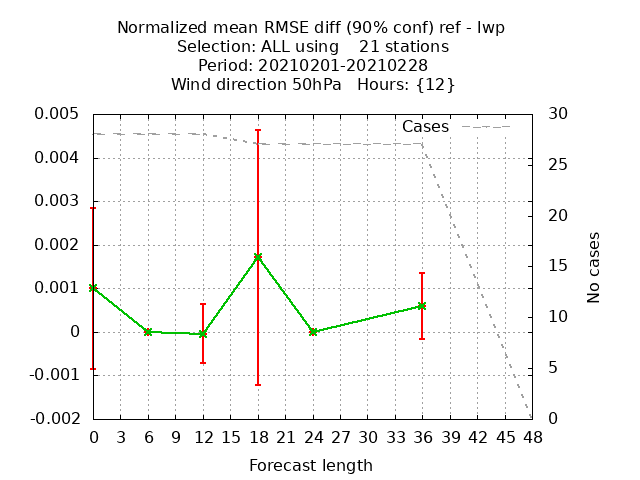 Normalized mean RMSE diff (90% conf) ref - lwp
Selection: ALL using    21 stations
Period: 20210201-20210228
Wind direction 50hPa   Hours: {12}
Cases
0.005
0.004
0.003
0.002
0.001
0
-0.001
-0.002
30
25
20
15
10
5
0
No cases
0 3 6 9 12 15 18 21 24 27 30 33 36 39 42 45 48
Forecast length